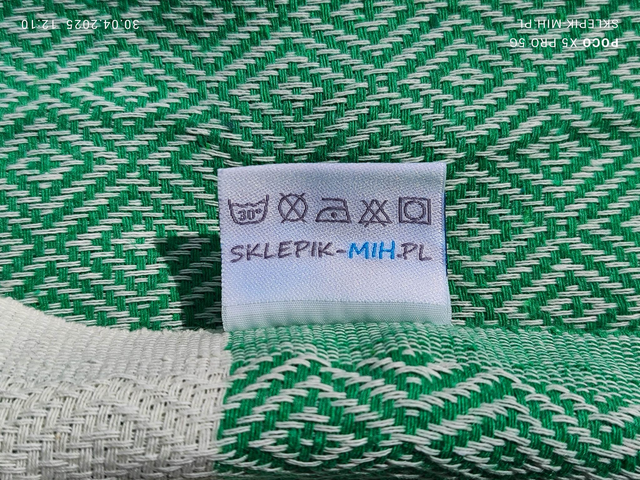 30°
SKLEPIK-MIH.PL
POCO X5 PRO 5G
SKLEPIK-MIH.PL
30.04.2025 12:10